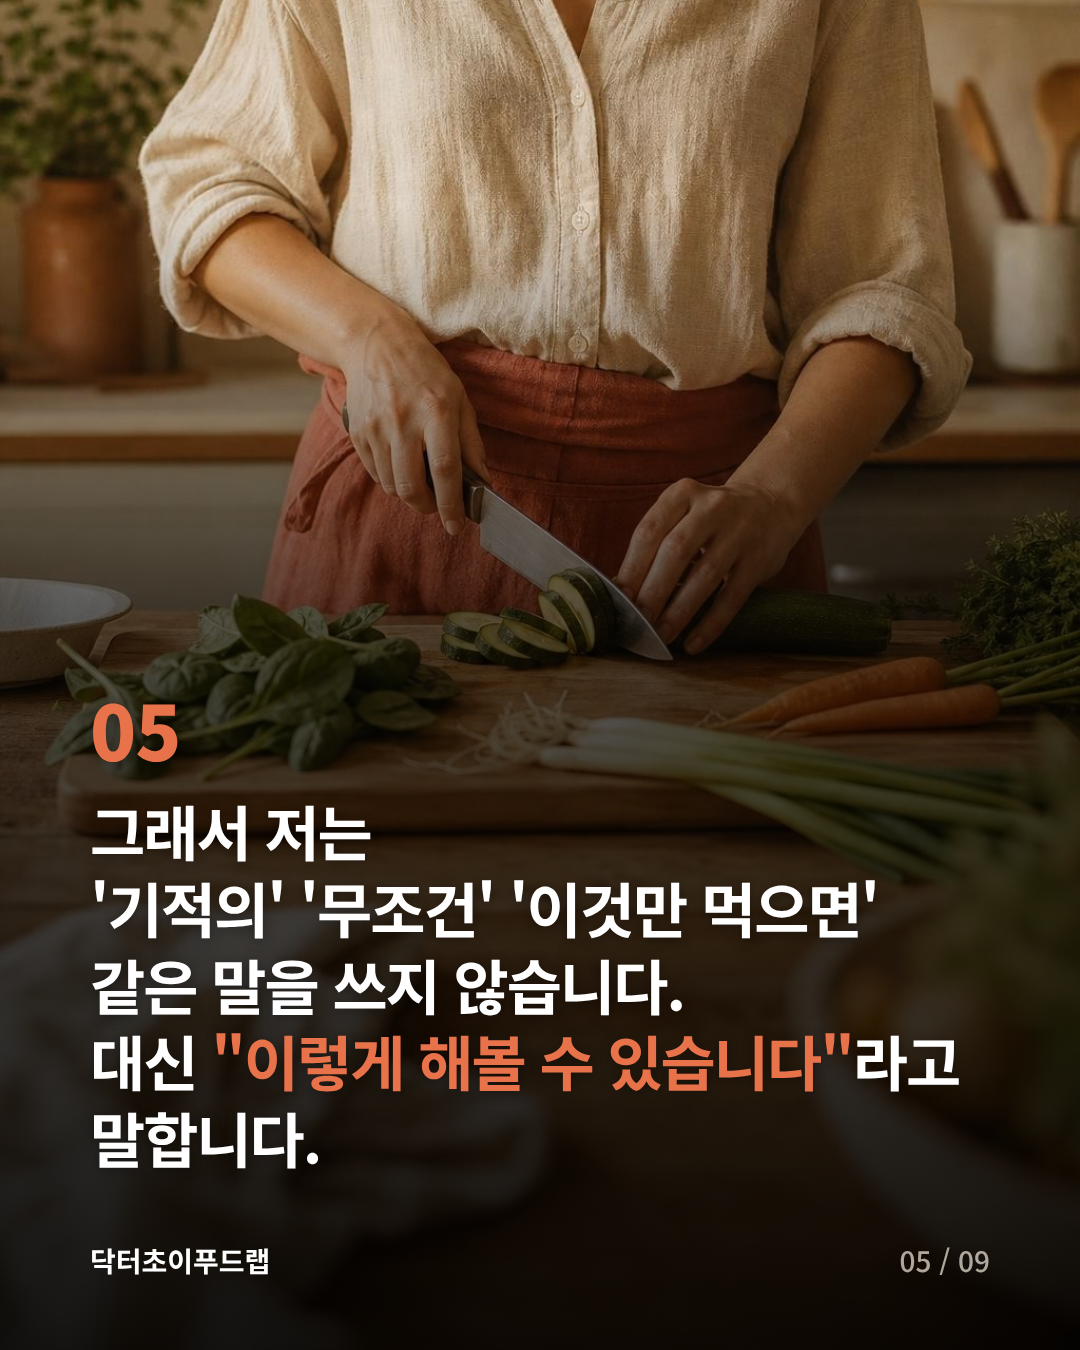 05
그래서 저는
'기적의' '무조건' '이것만 먹으면'
같은 말을 쓰지 않습니다.
대신 "이렇게 해볼 수 있습니다"라고
말합니다.
닥터초이푸드랩
05 / 09